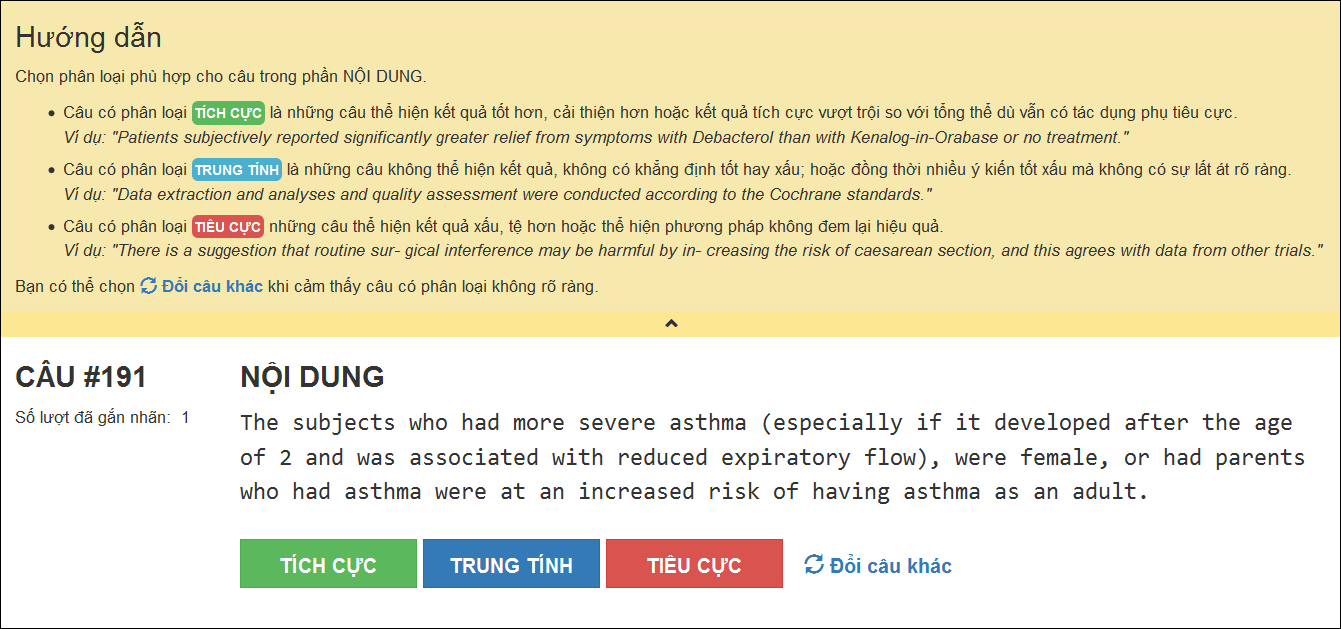 Hướng dẫn
Chọn phân loại phù hợp cho câu trong phần NỘI DUNG.
• Câu có phân loại TÍCH CỰC là những câu thể hiện kết quả tốt hơn, cải thiện hơn hoặc kết quả tích cực vượt trội so với tổng thể dù vẫn có tác dụng phụ tiêu cực.
Ví dụ: "Patients subjectively reported significantly greater relief from symptoms with Debacterol than with Kenalog-in-Orabase or no treatment."
• Câu có phân loại TRUNG TÍNH là những câu không thể hiện kết quả, không có khẳng định tốt hay xấu; hoặc đồng thời nhiều ý kiến tốt xấu mà không có sự lất át rõ ràng.
Ví dụ: "Data extraction and analyses and quality assessment were conducted according to the Cochrane standards."
• Câu có phân loại TIÊU CỰC những câu thể hiện kết quả xấu, tệ hơn hoặc thể hiện phương pháp không đem lại hiệu quả.
Ví dụ: "There is a suggestion that routine sur- gical interference may be harmful by in- creasing the risk of caesarean section, and this agrees with data from other trials."
Bạn có thể chọn Đổi câu khác khi cảm thấy câu có phân loại không rõ ràng.
CÂU #191
Số lượt đã gắn nhãn: 1
NỘI DUNG
The subjects who had more severe asthma (especially if it developed after the age
of 2 and was associated with reduced expiratory flow), were female, or had parents
who had asthma were at an increased risk of having asthma as an adult.
TÍCH CỰC TRUNG TÍNH TIÊU CỰC Đổi câu khác